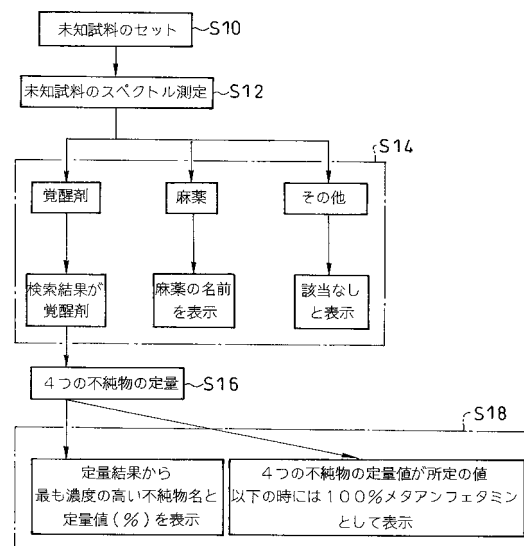 未知試料のセット
S10
未知試料のスペクトル測定
S12
S14
覚醒剤
麻薬
その他
検索結果が
覚醒剤
麻薬の名前
を表示
該当なし
と表示
4つの不純物の定量
S16
S18
定量結果から
最も濃度の高い不純物名と
定量値(%)を表示
4つの不純物の定量値が所定の値
以下の時には100%メタアンフェタミン
として表示